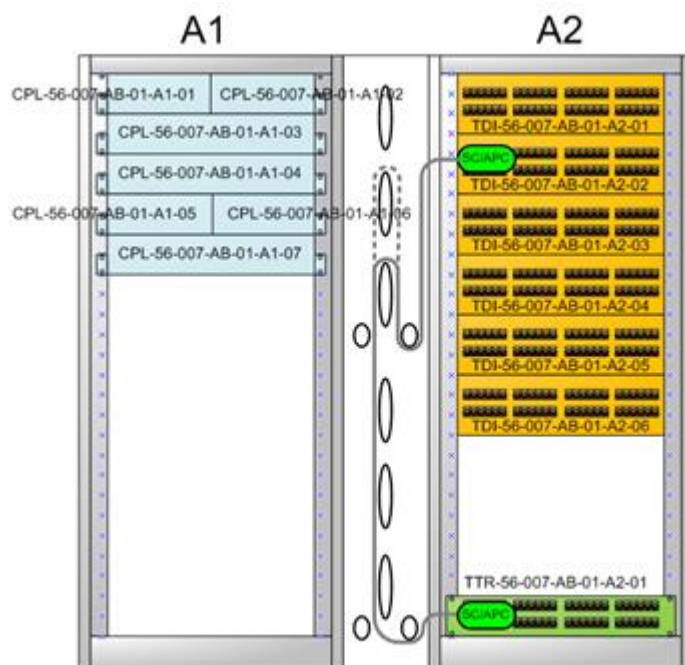 A1
A2
CPL-56-007-AB-01-A1-01
CPL-56-007-AB-01-A1-02
CPL-56-007-AB-01-A1-03
CPL-56-007-AB-01-A1-04
CPL-56-007-AB-01-A1-05
CPL-56-007-AB-01-A1-06
CPL-56-007-AB-01-A1-07
TDI-56-007-AB-01-A2-01
SC/APC
TDI-56-007-AB-01-A2-02
TDI-56-007-AB-01-A2-03
TDI-56-007-AB-01-A2-04
TDI-56-007-AB-01-A2-05
TDI-56-007-AB-01-A2-06
TTR-56-007-AB-01-A2-01
SC/APC